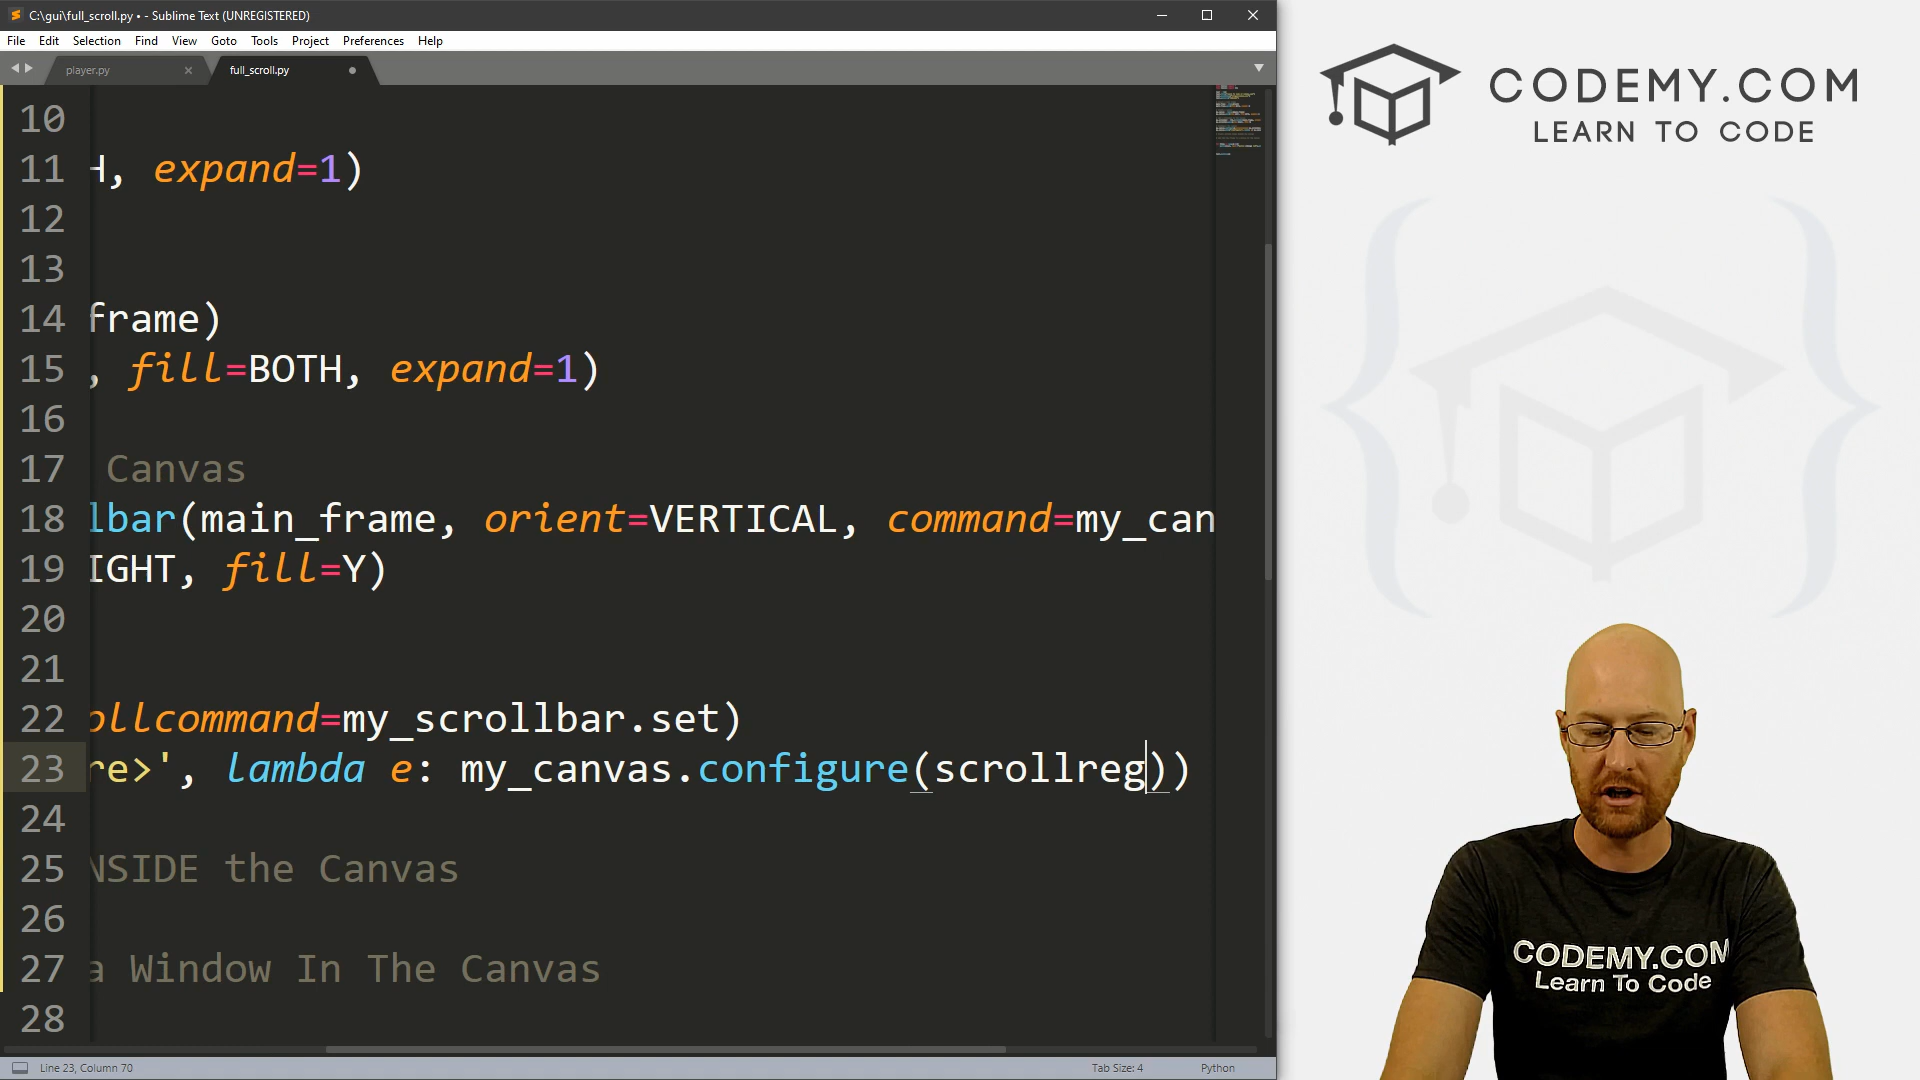 C:\gui\full_scroll.py • - Sublime Text (UNREGISTERED)
File Edit Selection Find View Goto Tools Project Preferences Help
player.py full_scroll.py
10
11 H, expand=1)
12
13
14 frame)
15 , fill=BOTH, expand=1)
16
17 Canvas
18 lbar(main_frame, orient=VERTICAL, command=my_can
19 IGHT, fill=Y)
20
21
22 ollcommand=my_scrollbar.set)
23 re>', lambda e: my_canvas.configure(scrollreg))
24
25 NSIDE the Canvas
26
27 a Window In The Canvas
28
Line 23, Column 70 Tab Size: 4 Python
CODEMY.COM
LEARN TO CODE
CODEMY.COM
Learn To Code